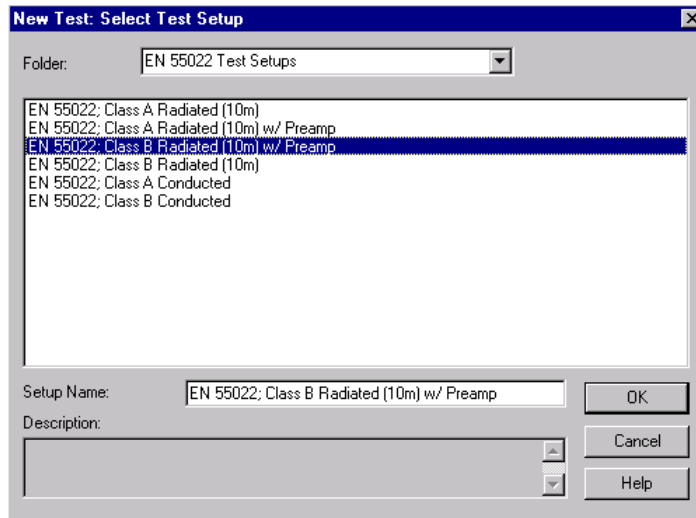 New Test: Select Test Setup
Folder: EN 55022 Test Setups
EN 55022; Class A Radiated (10m)
EN 55022; Class A Radiated (10m) w/ Preamp
EN 55022; Class B Radiated (10m) w/ Preamp
EN 55022; Class B Radiated (10m)
EN 55022; Class A Conducted
EN 55022; Class B Conducted
Setup Name: EN 55022; Class B Radiated (10m) w/ Preamp
OK
Description:
Cancel
Help